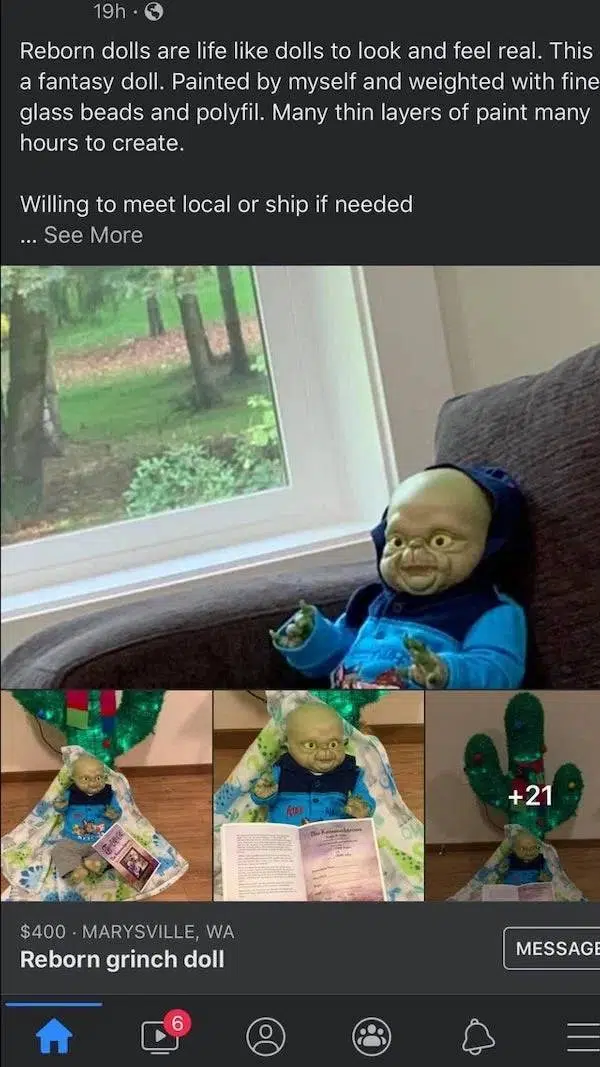 19h ·
Reborn dolls are life like dolls to look and feel real. This
a fantasy doll. Painted by myself and weighted with fine
glass beads and polyfil. Many thin layers of paint many
hours to create.
Willing to meet local or ship if needed
... See More
+21
$400 · MARYSVILLE, WA
Reborn grinch doll
MESSAGE
6